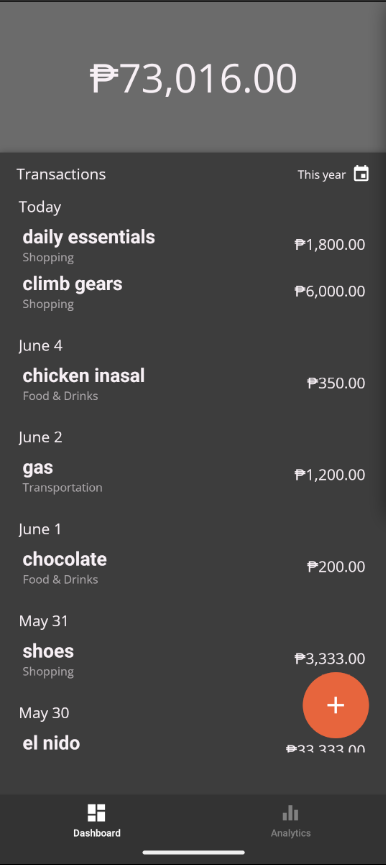 ₱73,016.00
Transactions This year
Today
daily essentials ₱1,800.00
Shopping
climb gears ₱6,000.00
Shopping
June 4
chicken inasal ₱350.00
Food & Drinks
June 2
gas ₱1,200.00
Transportation
June 1
chocolate ₱200.00
Food & Drinks
May 31
shoes ₱3,333.00
Shopping
May 30
el nido ₱33,333.00
Dashboard Analytics